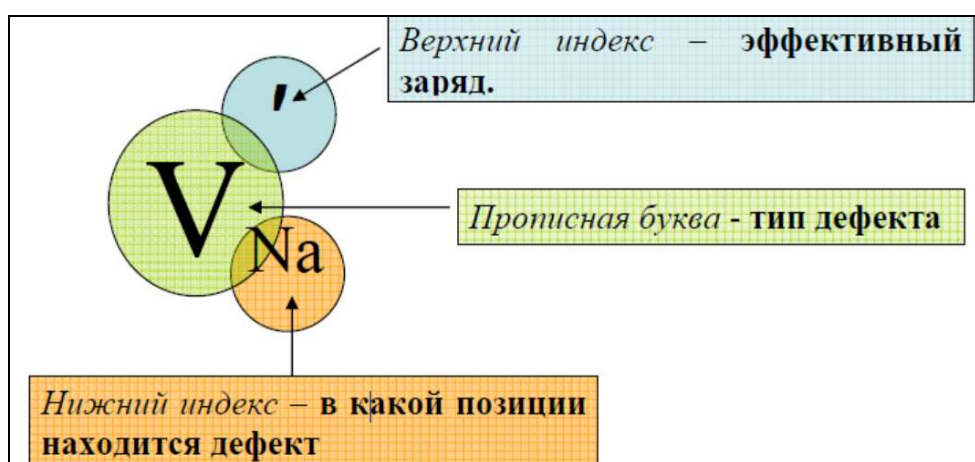 Верхний индекс – эффективный
заряд.
'
V
Na
Прописная буква - тип дефекта
Нижний индекс – в какой позиции
находится дефект